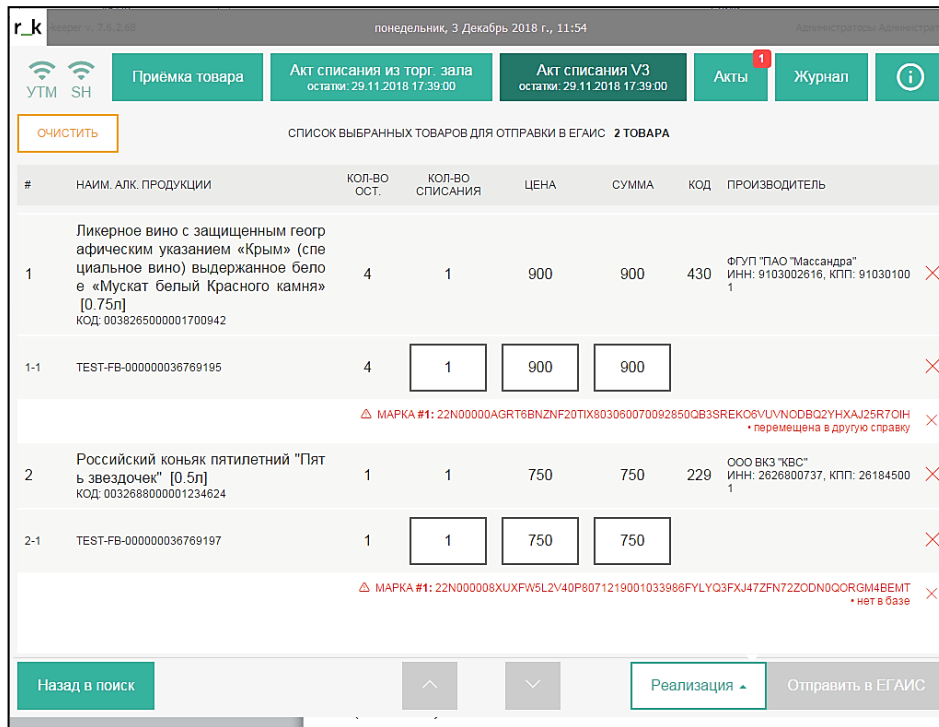 r_k
keeper v. 7.6.2.68
понедельник, 3 Декабрь 2018 г., 11:54
Администраторы Администрат
УТМ SH
Приёмка товара
Акт списания из торг. зала
остатки: 29.11.2018 17:39:00
Акт списания V3
остатки: 29.11.2018 17:39:00
Акты
1
Журнал
i
ОЧИСТИТЬ
СПИСОК ВЫБРАННЫХ ТОВАРОВ ДЛЯ ОТПРАВКИ В ЕГАИС 2 ТОВАРА
# НАИМ. АЛК. ПРОДУКЦИИ КОЛ-ВО ОСТ. КОЛ-ВО СПИСАНИЯ ЦЕНА СУММА КОД ПРОИЗВОДИТЕЛЬ
Ликерное вино с защищенным геогр
афическим указанием «Крым» (спе
циальное вино) выдержанное бело
е «Мускат белый Красного камня»
[0.75л]
КОД: 0038265000001700942
1 4 1 900 900 430
ФГУП "ПАО "Массандра"
ИНН: 9103002616, КПП: 91030100
1
1-1 TEST-FB-000000036769195 4 1 900 900
МАРКА #1: 22N00000AGRT6BNZNF20TIX803060070092850QB3SREKO6VUVNODBQ2YHXAJ25R7OIH
• перемещена в другую справку
Российский коньяк пятилетний "Пят
ь звездочек" [0.5л]
КОД: 0032688000001234624
2 1 1 750 750 229
ООО ВКЗ "КВС"
ИНН: 2626800737, КПП: 26184500
1
2-1 TEST-FB-000000036769197 1 1 750 750
МАРКА #1: 22N000008XUXFW5L2V40P8071219001033986FYLYQ3FXJ47ZFN72ZODN0QORGM4BEMT
• нет в базе
Назад в поиск
Реализация
Отправить в ЕГАИС